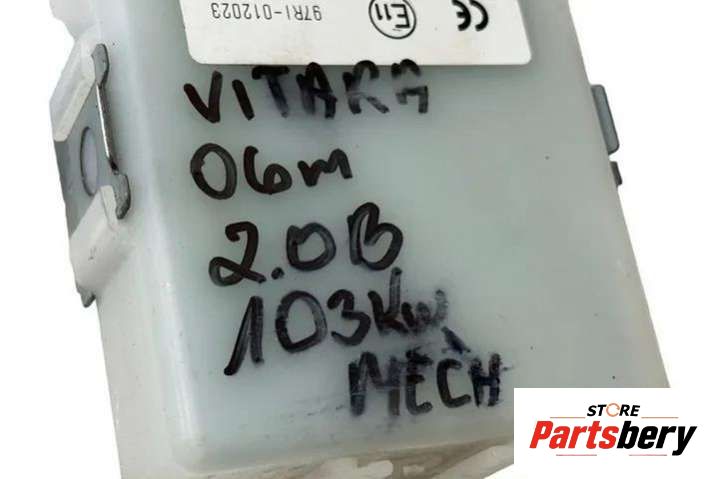 97RI-012023
E11
CE
VITARA
06m
2.0B
103KW
MECH
STORE
Partsbery